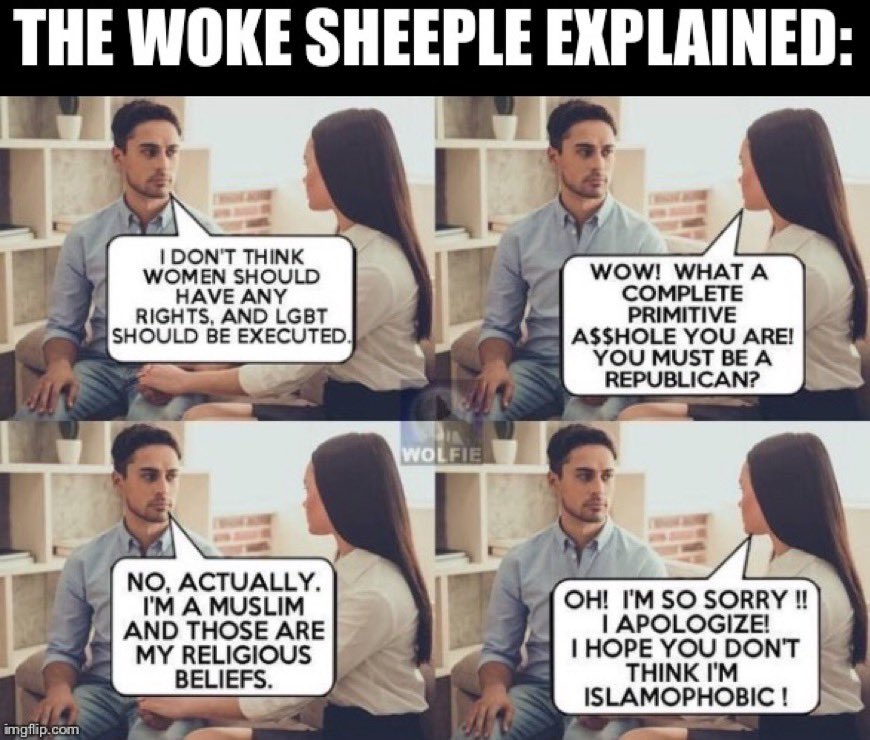 THE WOKE SHEEPLE EXPLAINED:
I DON'T THINK
WOMEN SHOULD
HAVE ANY
RIGHTS, AND LGBT
SHOULD BE EXECUTED.
WOW! WHAT A
COMPLETE
PRIMITIVE
A$$HOLE YOU ARE!
YOU MUST BE A
REPUBLICAN?
WOLFIE
NO, ACTUALLY.
I'M A MUSLIM
AND THOSE ARE
MY RELIGIOUS
BELIEFS.
OH! I'M SO SORRY !!
I APOLOGIZE!
I HOPE YOU DON'T
THINK I'M
ISLAMOPHOBIC !
imgflip.com